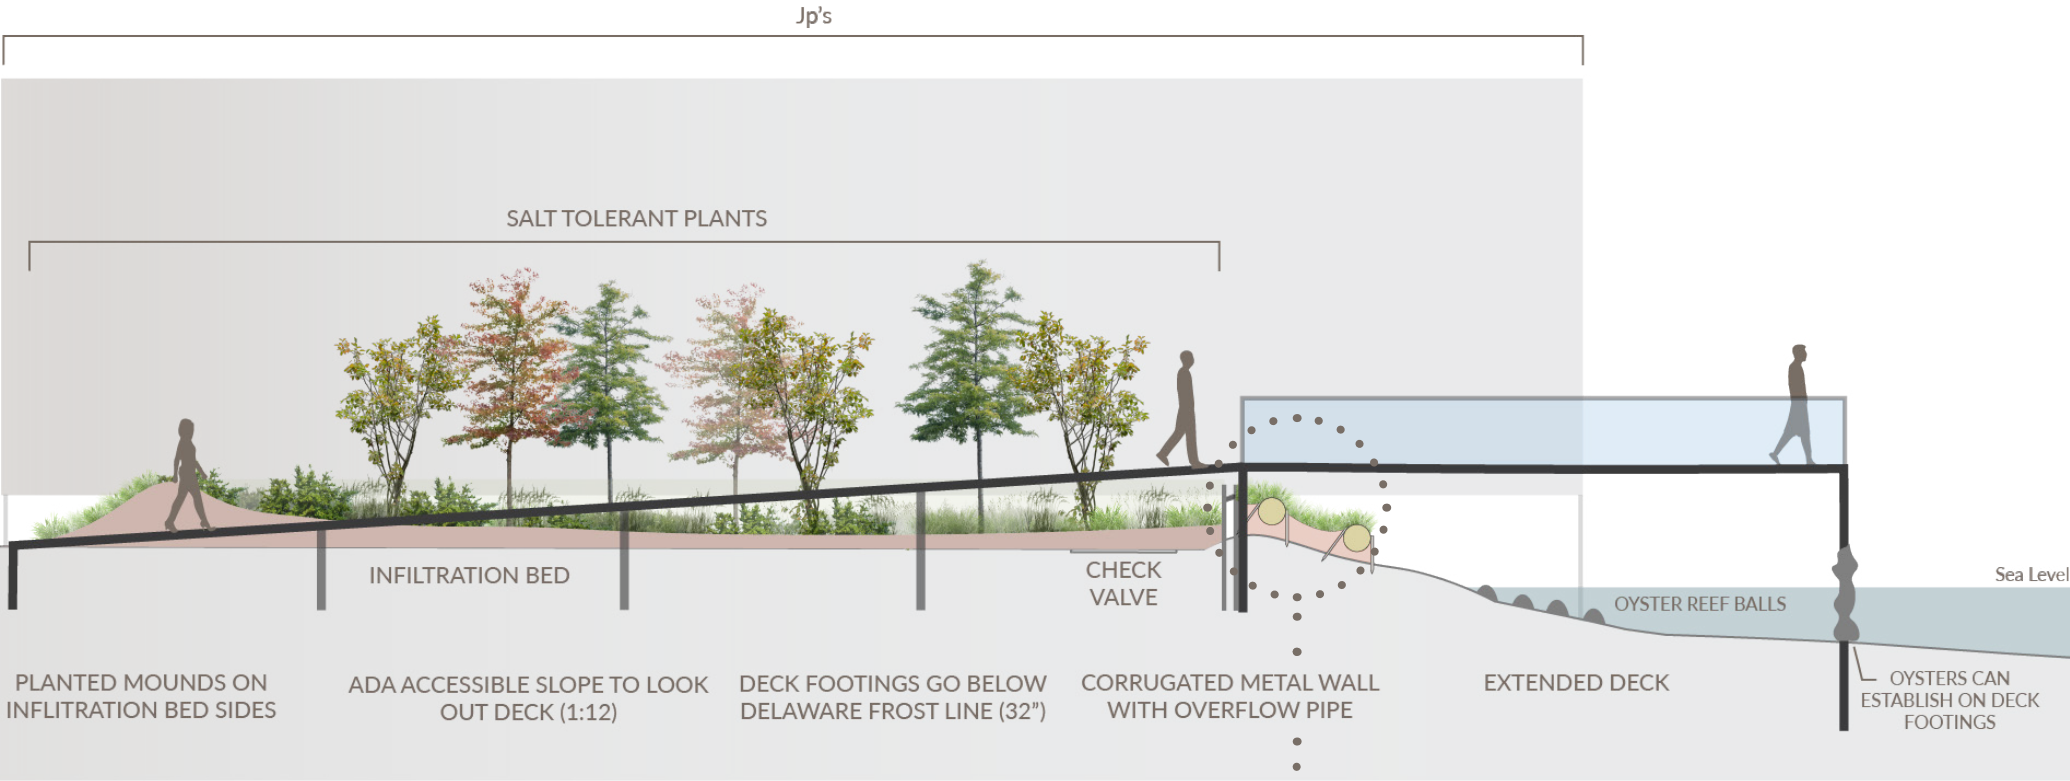 Jp's
SALT TOLERANT PLANTS
Sea Level
INFILTRATION BED
CHECK
VALVE
OYSTER REEF BALLS
PLANTED MOUNDS ON
INFLITRATION BED SIDES
ADA ACCESSIBLE SLOPE TO LOOK
OUT DECK (1:12)
DECK FOOTINGS GO BELOW
DELAWARE FROST LINE (32”)
CORRUGATED METAL WALL
WITH OVERFLOW PIPE
EXTENDED DECK
OYSTERS CAN
ESTABLISH ON DECK
FOOTINGS